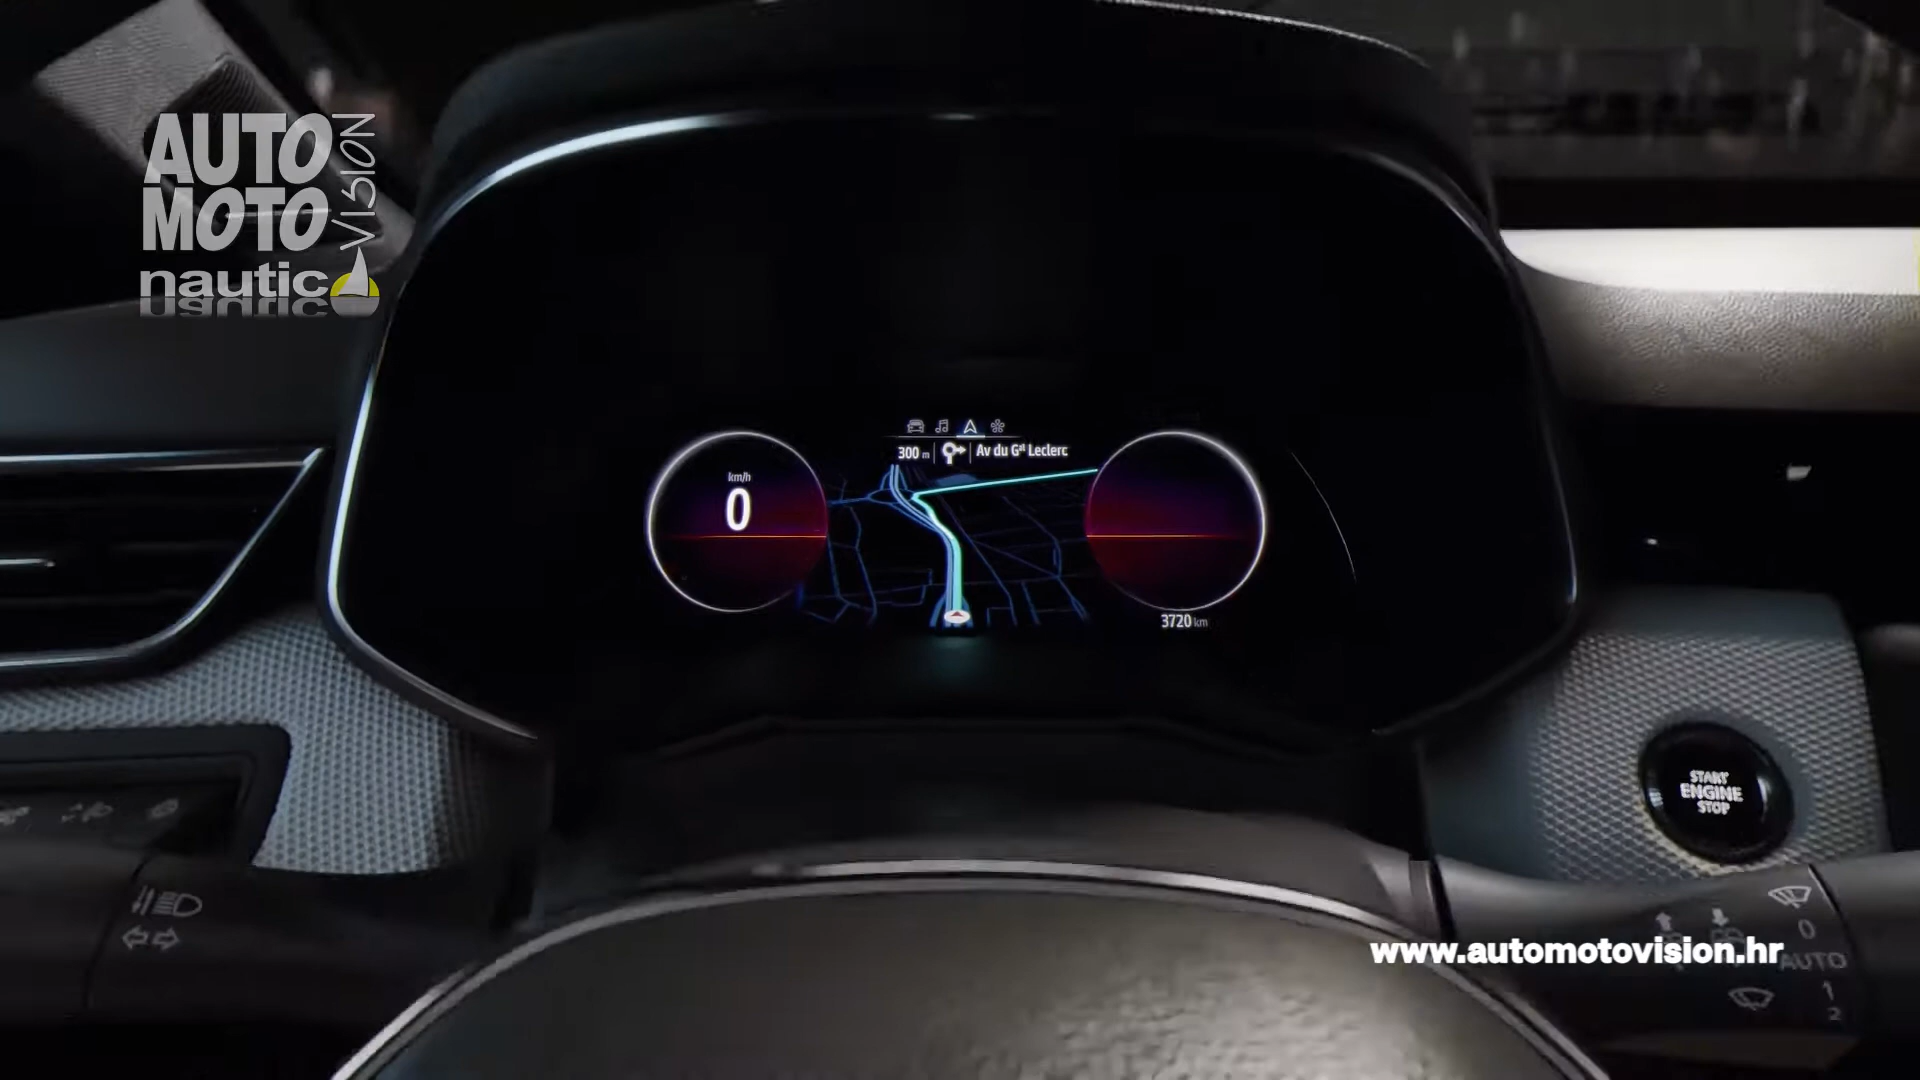 AUTO
MOTO
VISION
nautic
km/h
0
300 m
Av du Gᵃˡ Leclerc
3720 km
START
ENGINE
STOP
0
AUTO
1
2
www.automotovision.hr